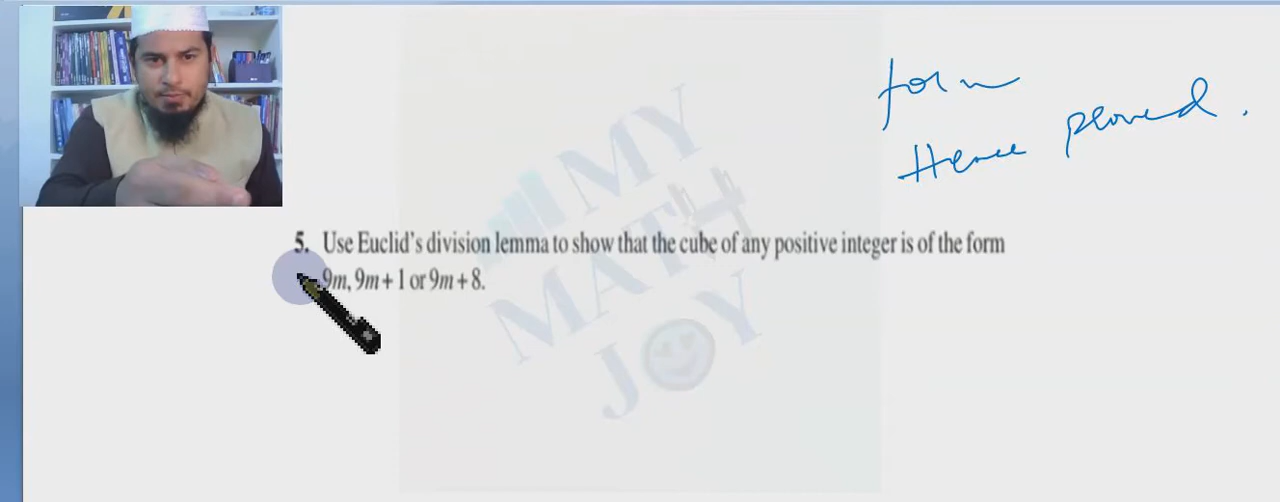 form
Hence proved.
5. Use Euclid's division lemma to show that the cube of any positive integer is of the form
9m, 9m + 1 or 9m + 8.
MY
MATH
JOY